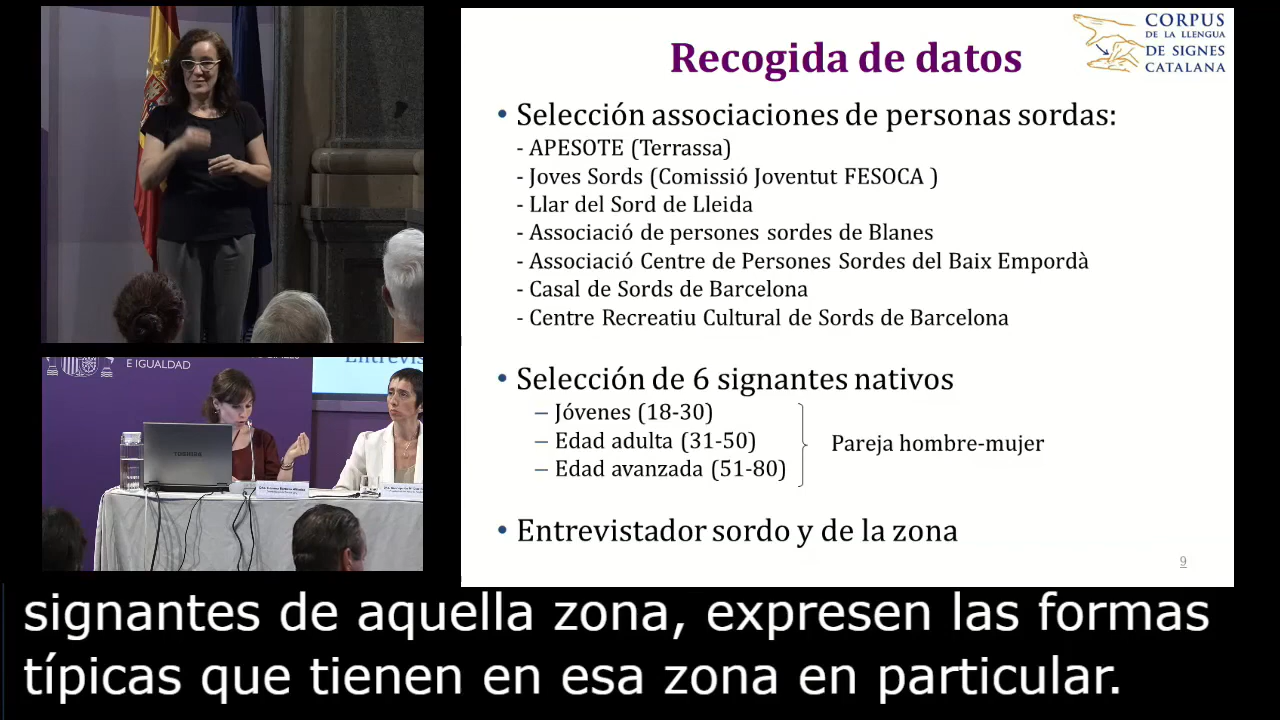 CORPUS
DE LA LLENGUA
DE SIGNES
CATALANA
Recogida de datos
• Selección associaciones de personas sordas:
- APESOTE (Terrassa)
- Joves Sords (Comissió Joventut FESOCA )
- Llar del Sord de Lleida
- Associació de persones sordes de Blanes
- Associació Centre de Persones Sordes del Baix Empordà
- Casal de Sords de Barcelona
- Centre Recreatiu Cultural de Sords de Barcelona
• Selección de 6 signantes nativos
– Jóvenes (18-30)
– Edad adulta (31-50)
– Edad avanzada (51-80)
Pareja hombre-mujer
• Entrevistador sordo y de la zona
9
E IGUALDAD
Entrevis
TOSHIBA
signantes de aquella zona, expresen las formas
típicas que tienen en esa zona en particular.